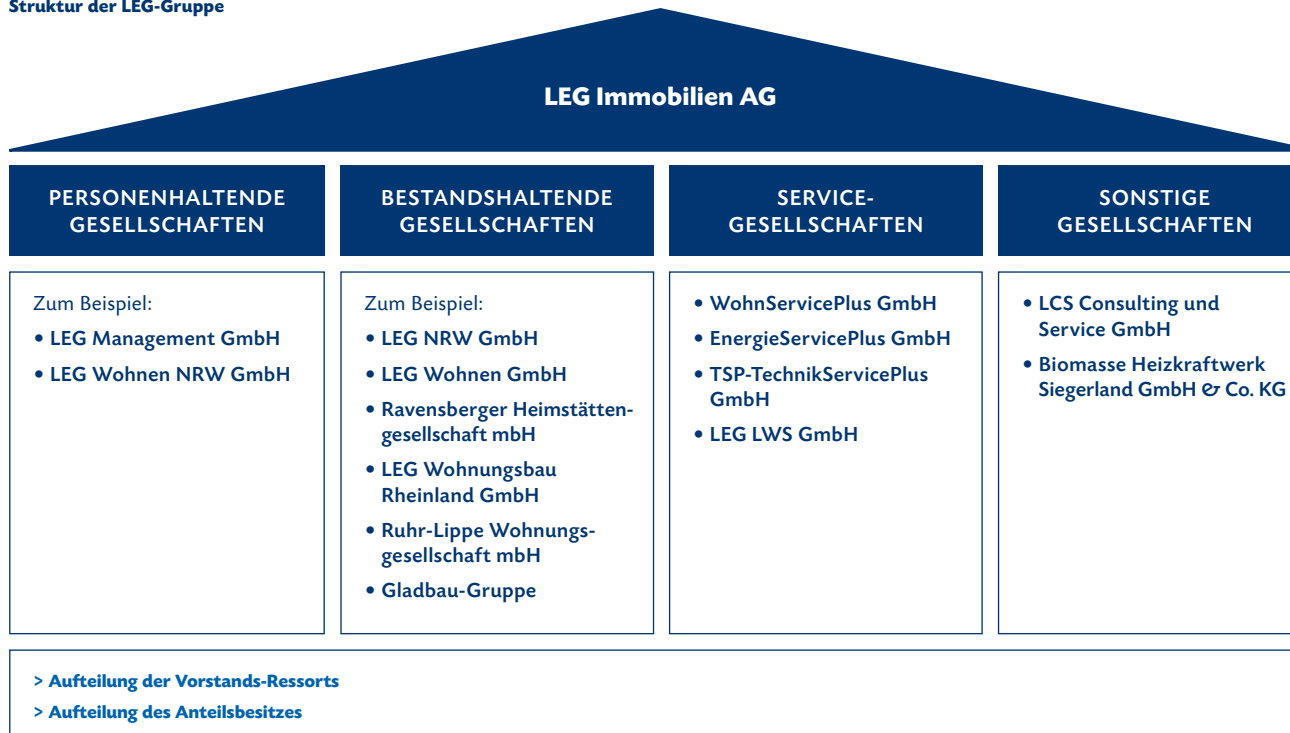 Struktur der LEG-Gruppe
LEG Immobilien AG
PERSONENHALTENDE
GESELLSCHAFTEN
Zum Beispiel:
• LEG Management GmbH
• LEG Wohnen NRW GmbH
BESTANDSHALTENDE
GESELLSCHAFTEN
Zum Beispiel:
• LEG NRW GmbH
• LEG Wohnen GmbH
• Ravensberger Heimstätten-
gesellschaft mbH
• LEG Wohnungsbau
Rheinland GmbH
• Ruhr-Lippe Wohnungs-
gesellschaft mbH
• Gladbau-Gruppe
SERVICE-
GESELLSCHAFTEN
• WohnServicePlus GmbH
• EnergieServicePlus GmbH
• TSP-TechnikServicePlus
GmbH
• LEG LWS GmbH
SONSTIGE
GESELLSCHAFTEN
• LCS Consulting und
Service GmbH
• Biomasse Heizkraftwerk
Siegerland GmbH & Co. KG
> Aufteilung der Vorstands-Ressorts
> Aufteilung des Anteilsbesitzes